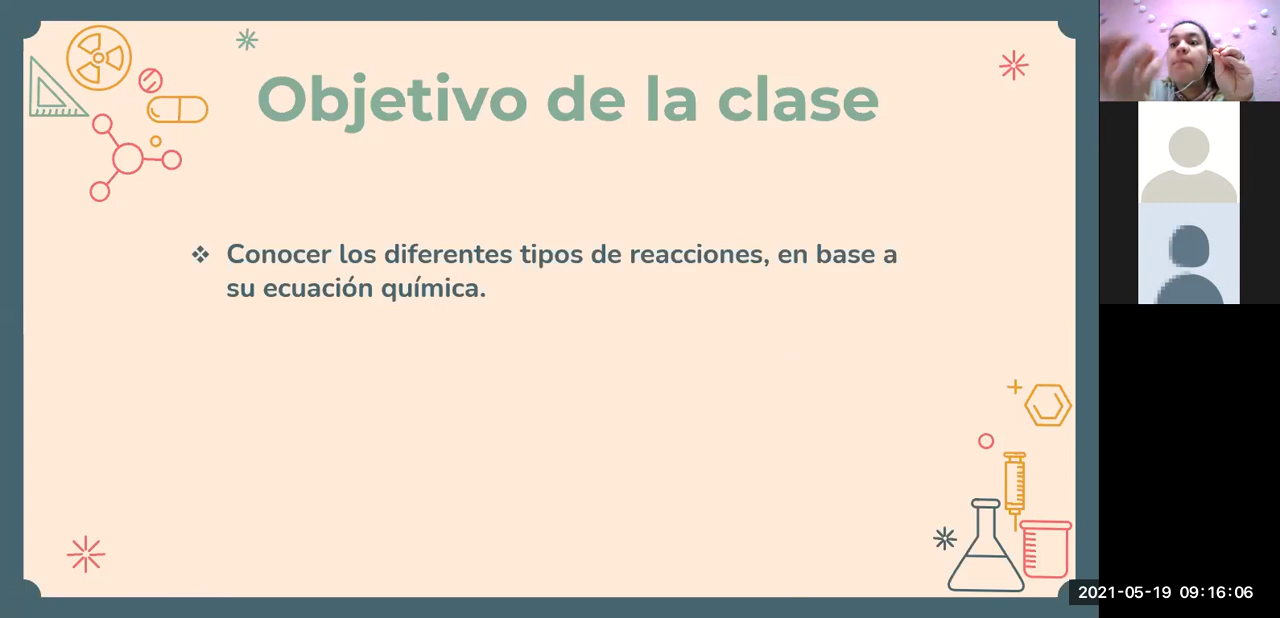 Objetivo de la clase
❖ Conocer los diferentes tipos de reacciones, en base a
su ecuación química.
2021-05-19 09:16:06